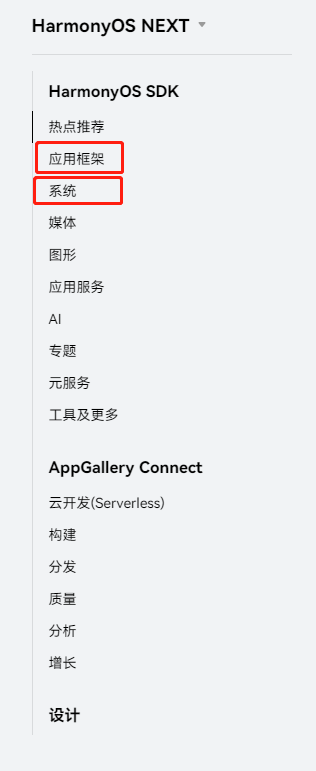 HarmonyOS NEXT
HarmonyOS SDK
热点推荐
应用框架
系统
媒体
图形
应用服务
AI
专题
元服务
工具及更多
AppGallery Connect
云开发(Serverless)
构建
分发
质量
分析
增长
设计